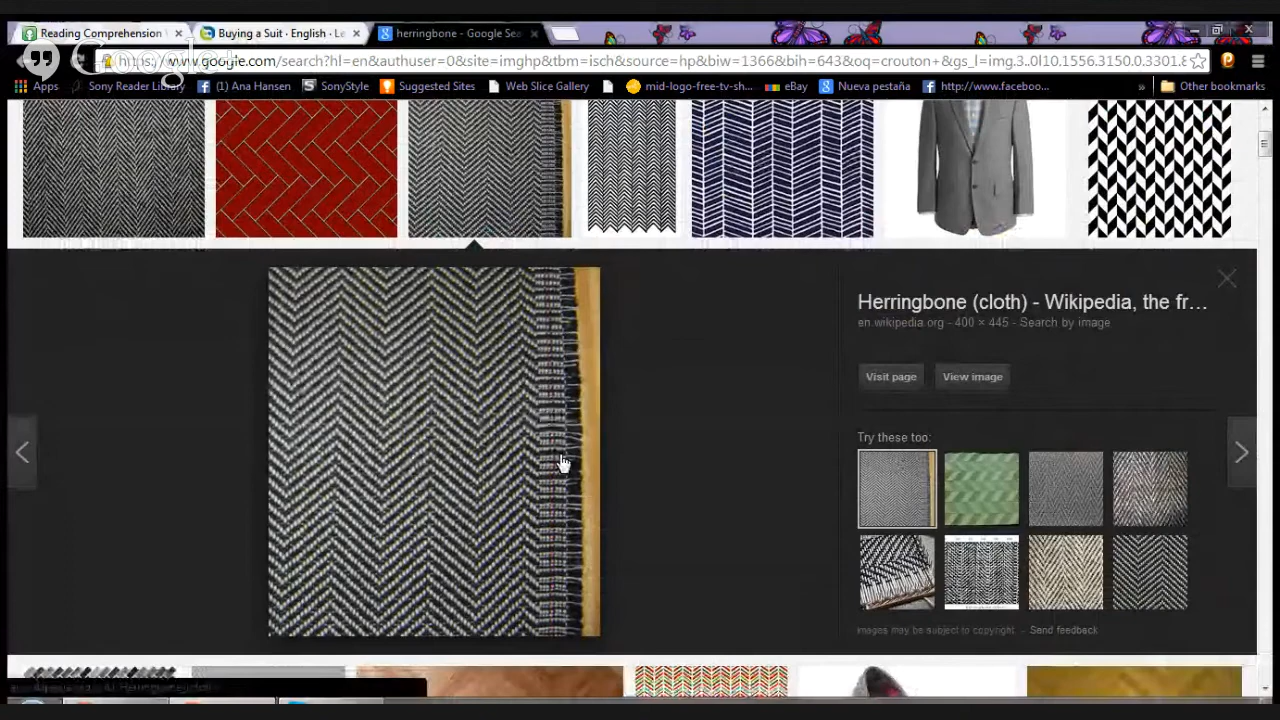 Reading Comprehension
Buying a Suit · English · Le
herringbone - Google Sea
Google+
https://www.google.com/search?hl=en&authuser=0&site=imghp&tbm=isch&source=hp&biw=1366&bih=643&oq=crouton+&gs_l=img.3.0l10.1556.3150.0.3301.8
Apps
Sony Reader Library
(1) Ana Hansen
SonyStyle
Suggested Sites
Web Slice Gallery
mid-logo-free-tv-sh...
eBay
Nueva pestaña
http://www.faceboo...
»
Other bookmarks
Herringbone (cloth) - Wikipedia, the fr...
en.wikipedia.org - 400 × 445 - Search by image
Visit page
View image
Try these too:
Images may be subject to copyright. - Send feedback